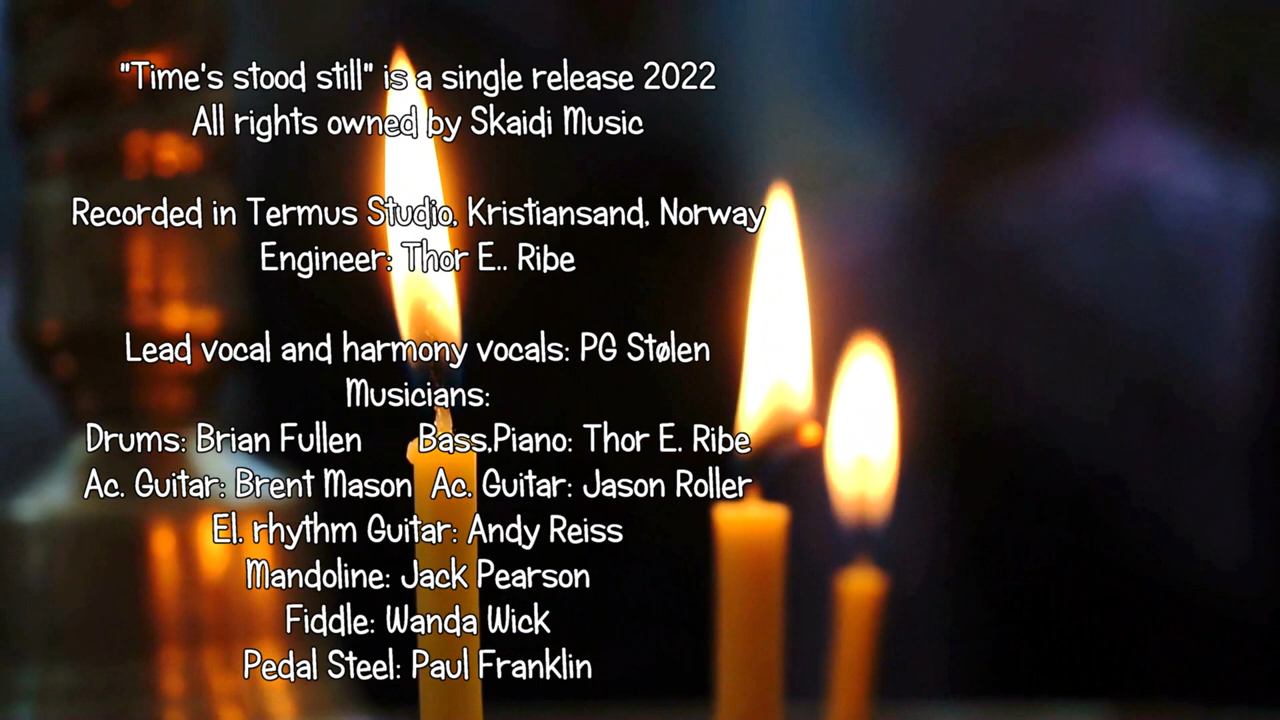 "Time's stood still" is a single release 2022
All rights owned by Skaidi Music
Recorded in Termus Studio, Kristiansand, Norway
Engineer: Thor E.. Ribe
Lead vocal and harmony vocals: PG Stølen
Musicians:
Drums: Brian Fullen Bass,Piano: Thor E. Ribe
Ac. Guitar: Brent Mason Ac. Guitar: Jason Roller
El. rhythm Guitar: Andy Reiss
Mandoline: Jack Pearson
Fiddle: Wanda Wick
Pedal Steel: Paul Franklin